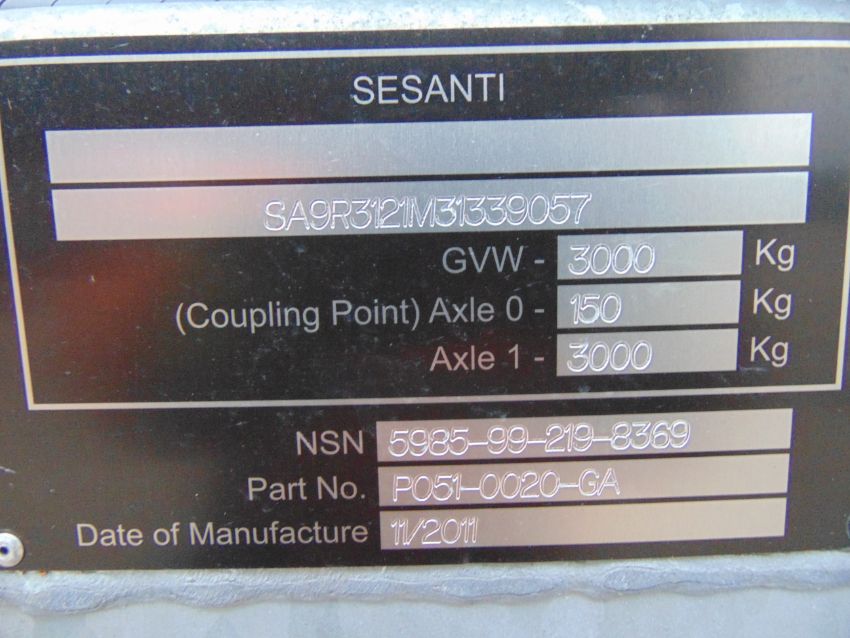 SESANTI
SA9R3121M31339057
GVW - 3000 Kg
(Coupling Point) Axle 0 - 150 Kg
Axle 1 - 3000 Kg
NSN 5985-99-219-8369
Part No. P051-0020-GA
Date of Manufacture 11/2011